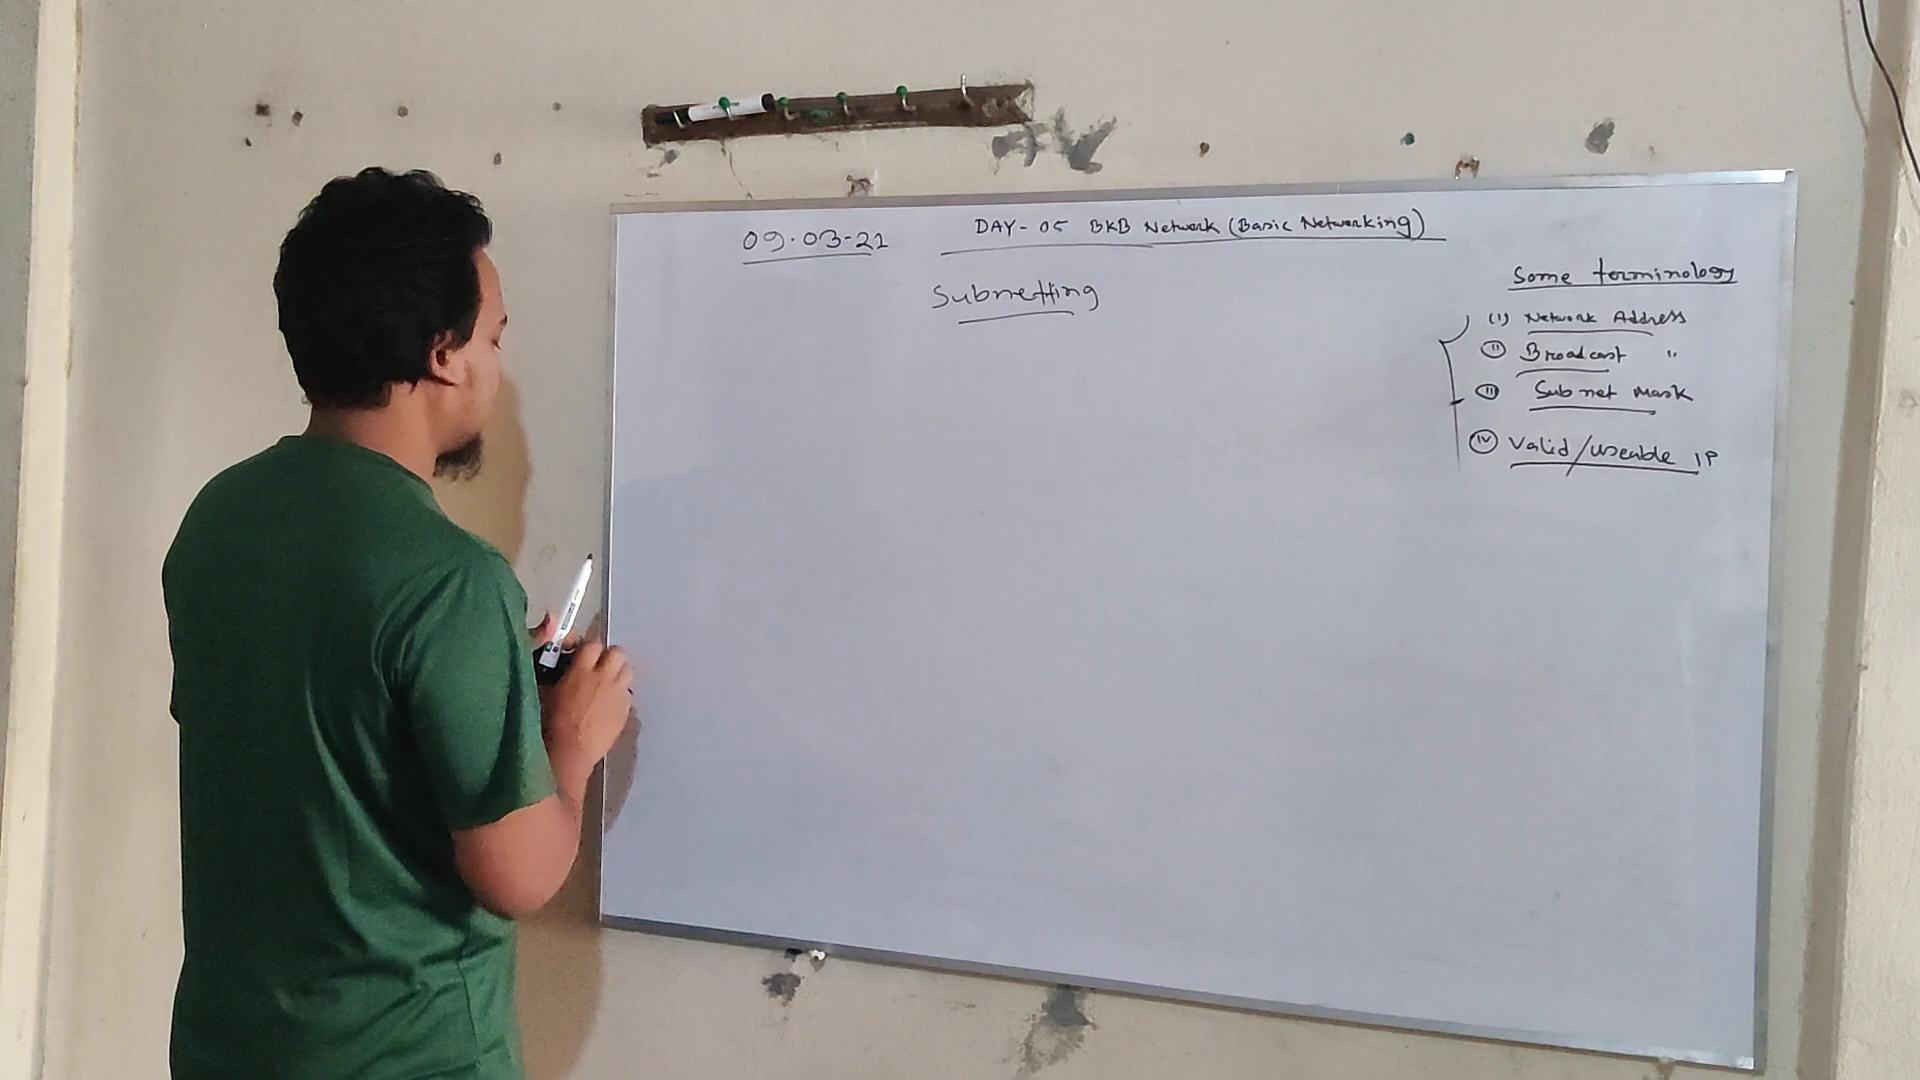 09.03-21
DAY-05 BKB Network (Basic Networking)
Subnetting
Some terminology
(i) Network Address
(ii) Broadcast "
(iii) Subnet Mask
(iv) Valid/useable IP